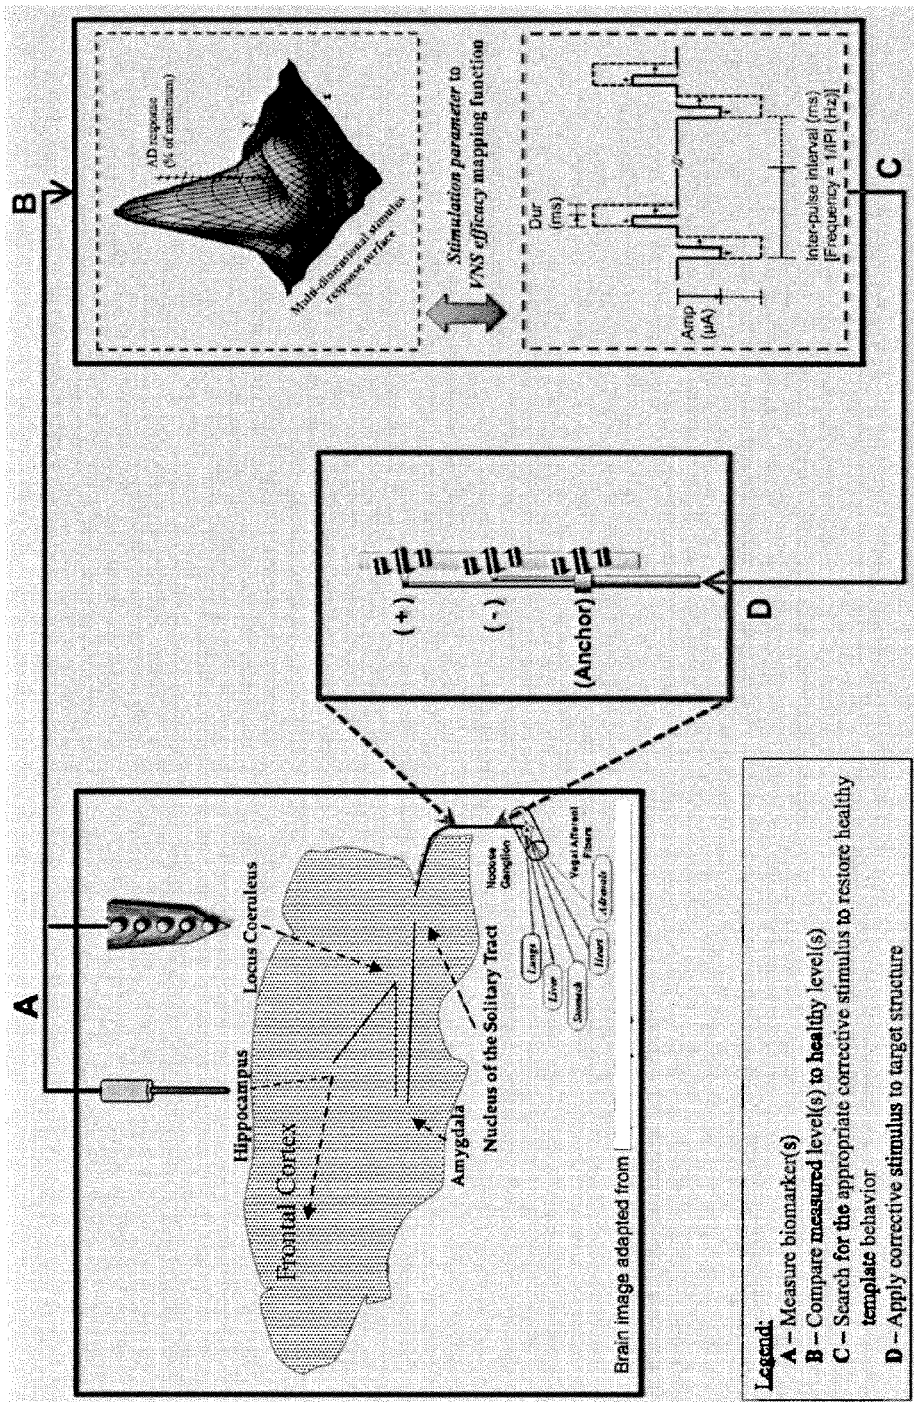 A
B
Hippocampus
Locus Coeruleus
Frontal Cortex
Amygdala
Nucleus of the Solitary Tract
Nodose
Ganglion
Vagal Afferent
Fibers
Lungs
Liver
Stomach
Heart
Adrenals
Brain image adapted from
(+)
(-)
(Anchor)
D
AD response
(% of maximum)
y
x
Multi-dimentional stimulus
response surface
Stimulation parameter to
VNS efficacy mapping function
Dur
(ms)
Amp
(µA)
Inter-pulse interval (ms)
[Frequency = 1/IPI (Hz)]
C
Legend:
A – Measure biomarker(s)
B – Compare measured level(s) to healthy level(s)
C – Search for the appropriate corrective stimulus to restore healthy
template behavior
D – Apply corrective stimulus to target structure